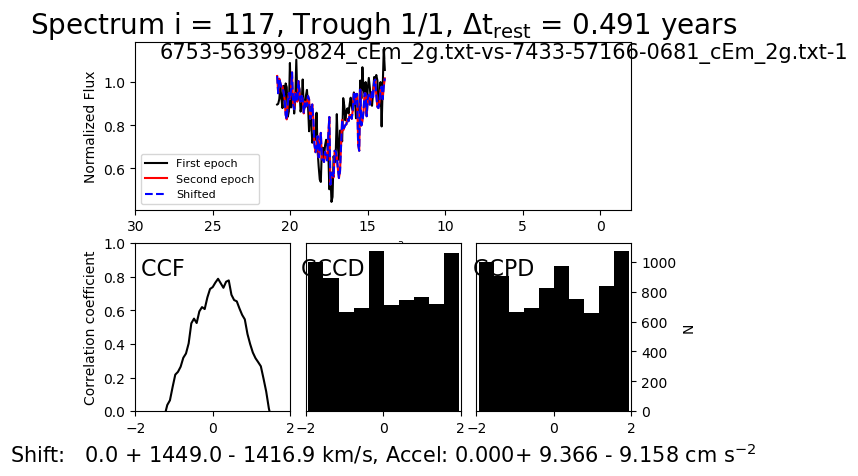 Spectrum i = 117, Trough 1/1, Δt_rest = 0.491 years
6753-56399-0824_cEm_2g.txt-vs-7433-57166-0681_cEm_2g.txt-1
Normalized Flux
1.0
0.8
0.6
First epoch
Second epoch
Shifted
30 25 20 15 10 5 0
Correlation coefficient
1.0
0.8
0.6
0.4
0.2
0.0
CCF
CCCD
CCPD
1000
800
600
400
200
0
N
−2 0 2
−2 0 2
−2 0 2
Shift: 0.0 + 1449.0 - 1416.9 km/s, Accel: 0.000+ 9.366 - 9.158 cm s⁻²